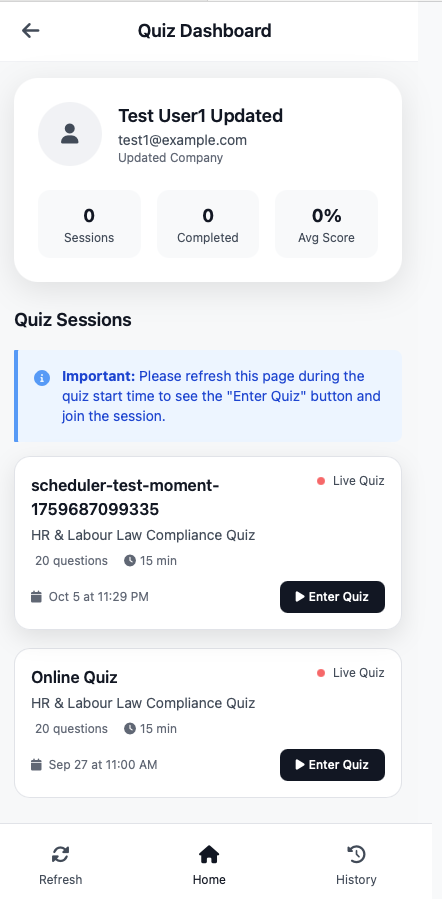 Quiz Dashboard
Test User1 Updated
test1@example.com
Updated Company
0
Sessions
0
Completed
0%
Avg Score
Quiz Sessions
Important: Please refresh this page during the
quiz start time to see the "Enter Quiz" button and
join the session.
scheduler-test-moment-
1759687099335
Live Quiz
HR & Labour Law Compliance Quiz
20 questions 15 min
Oct 5 at 11:29 PM
Enter Quiz
Online Quiz
Live Quiz
HR & Labour Law Compliance Quiz
20 questions 15 min
Sep 27 at 11:00 AM
Enter Quiz
Refresh
Home
History